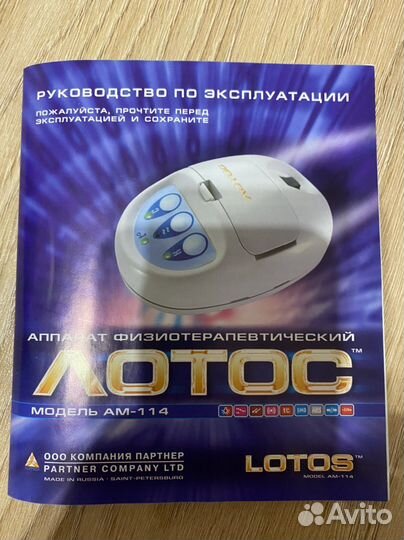 РУКОВОДСТВО ПО ЭКСПЛУАТАЦИИ
ПОЖАЛУЙСТА, ПРОЧТИТЕ ПЕРЕД
ЭКСПЛУАТАЦИЕЙ И СОХРАНИТЕ
АППАРАТ ФИЗИОТЕРАПЕВТИЧЕСКИЙ
ЛОТОС™
МОДЕЛЬ АМ-114
ООО КОМПАНИЯ ПАРТНЕР
PARTNER COMPANY LTD
MADE IN RUSSIA · SAINT-PETERSBURG
LOTOS™
MODEL AM-114
Avito